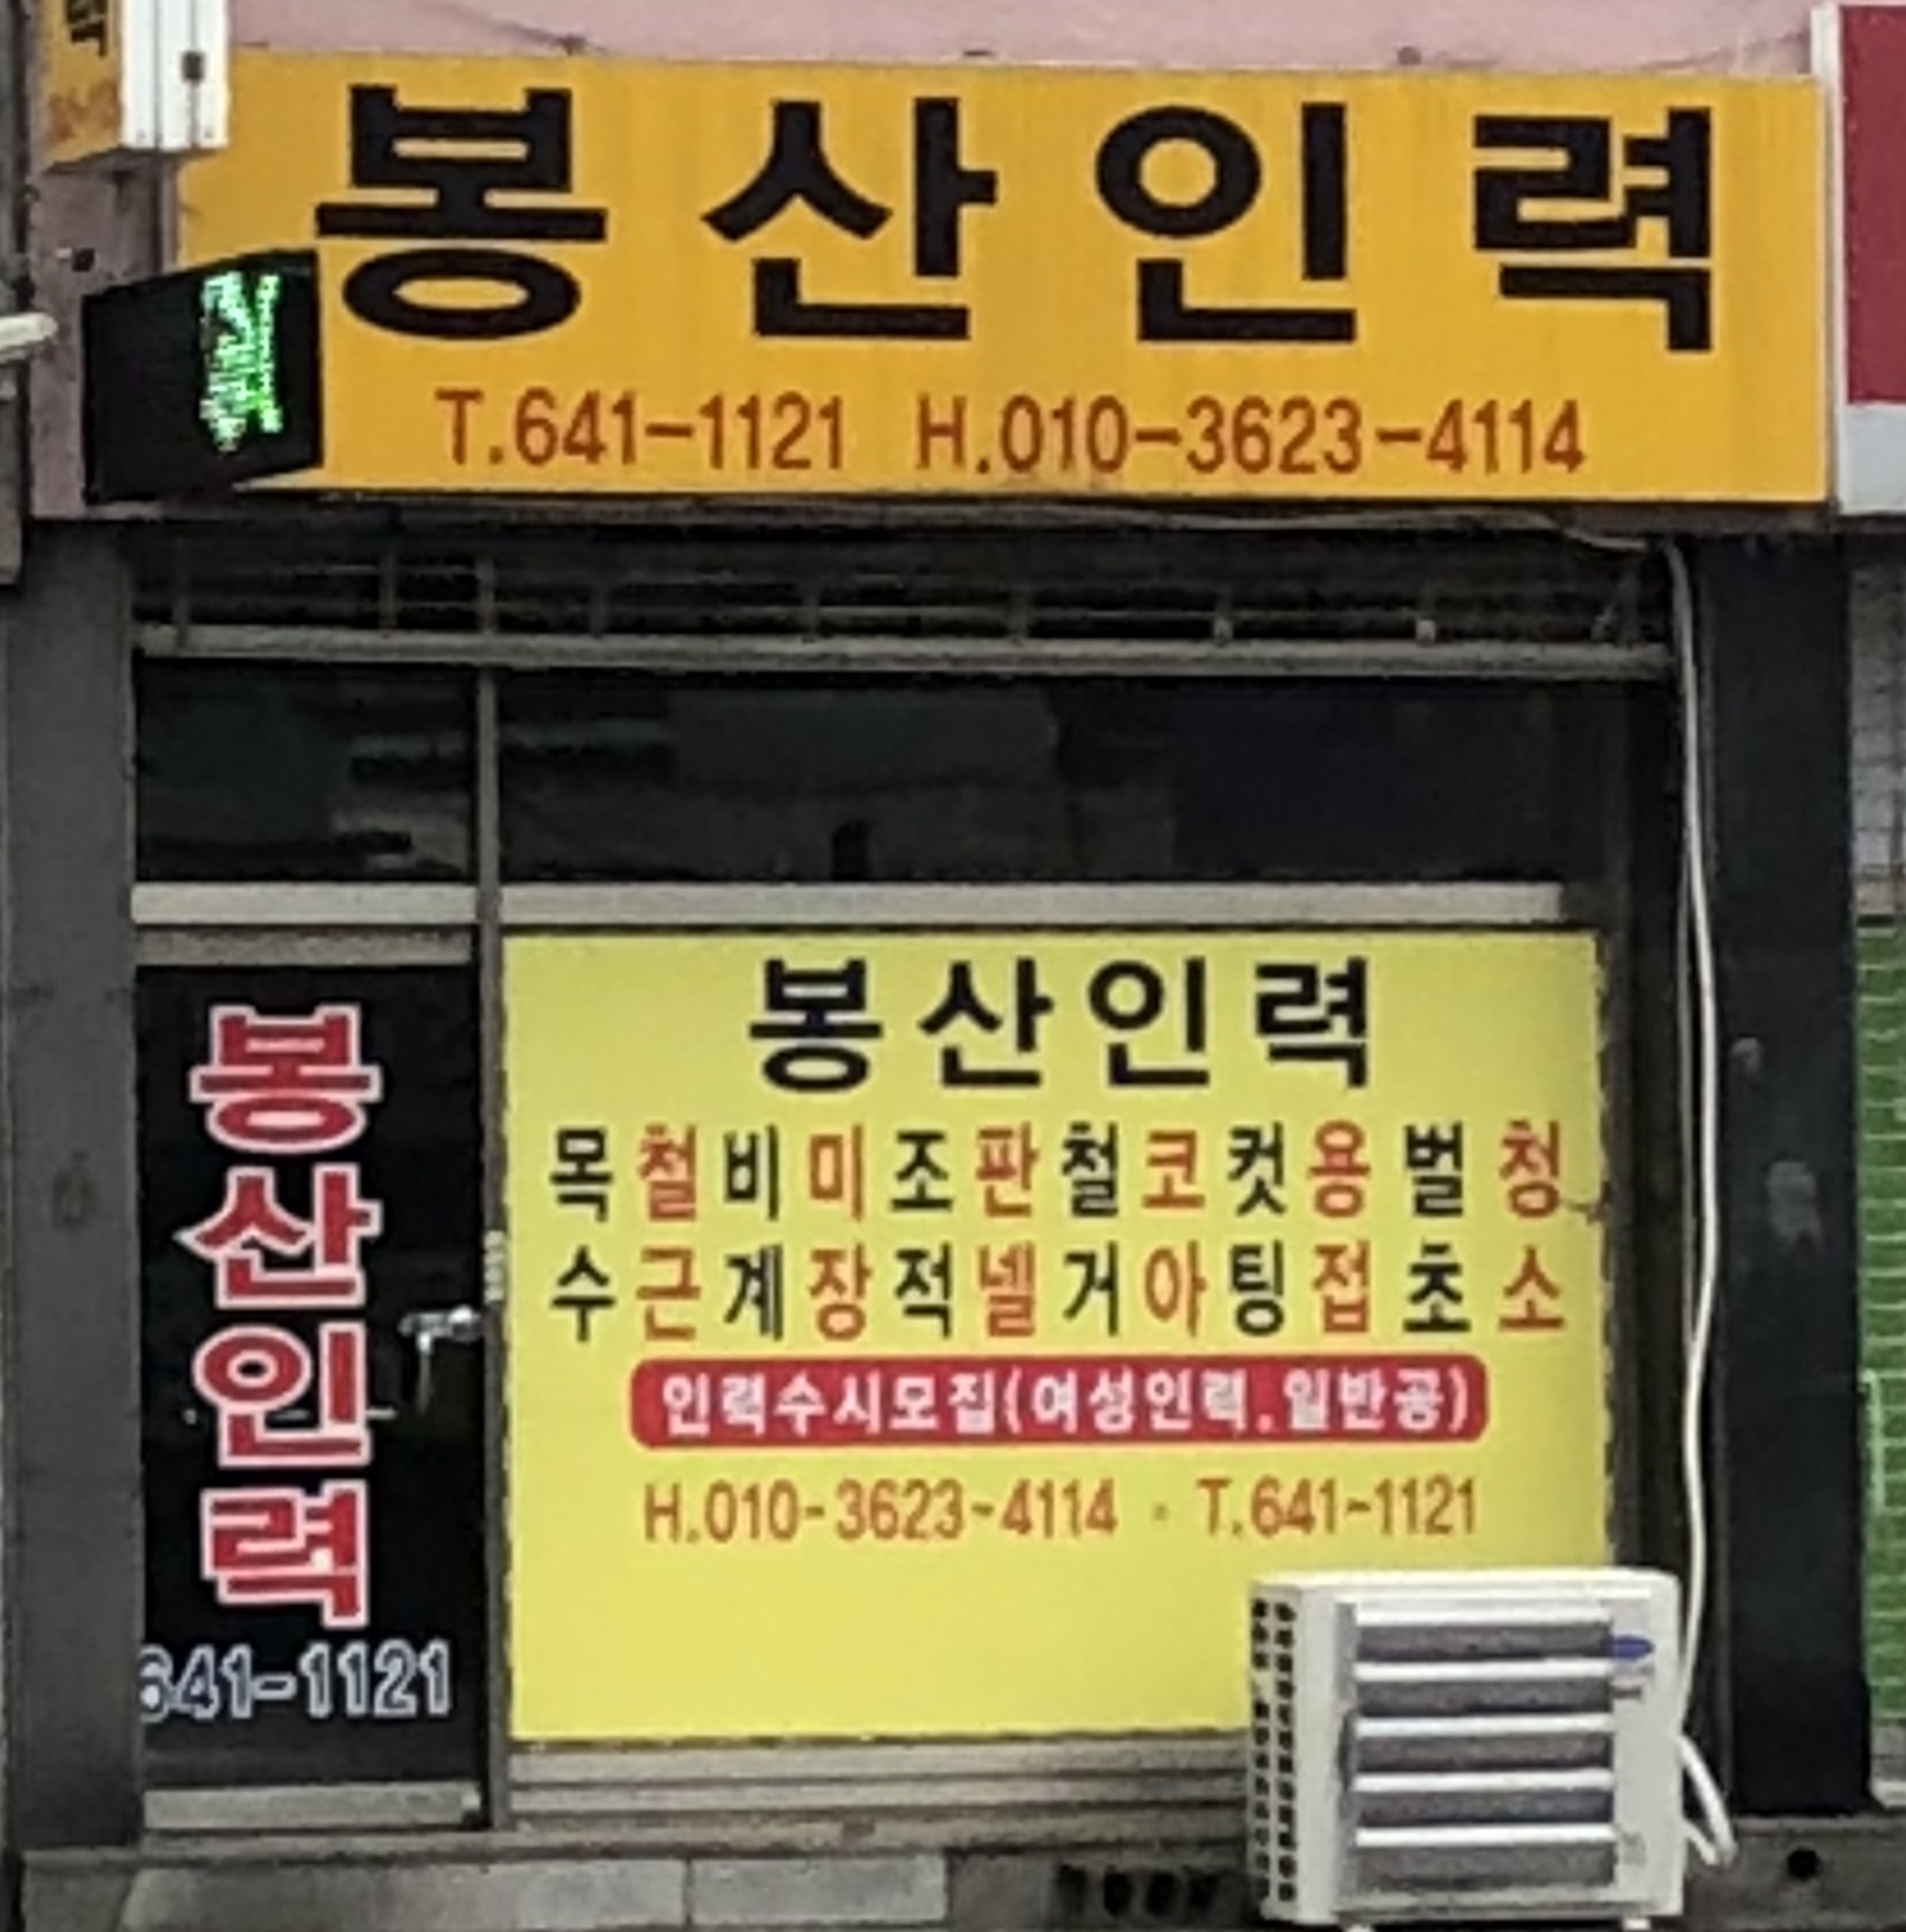 력
봉산인력
T.641-1121 H.010-3623-4114
봉산인력
641-1121
봉산인력
목수 철근 비계 미장 조적 판넬 철거 코아 컷팅 용접 벌초 청소
인력수시모집(여성인력.일반공)
H.010-3623-4114 · T.641-1121